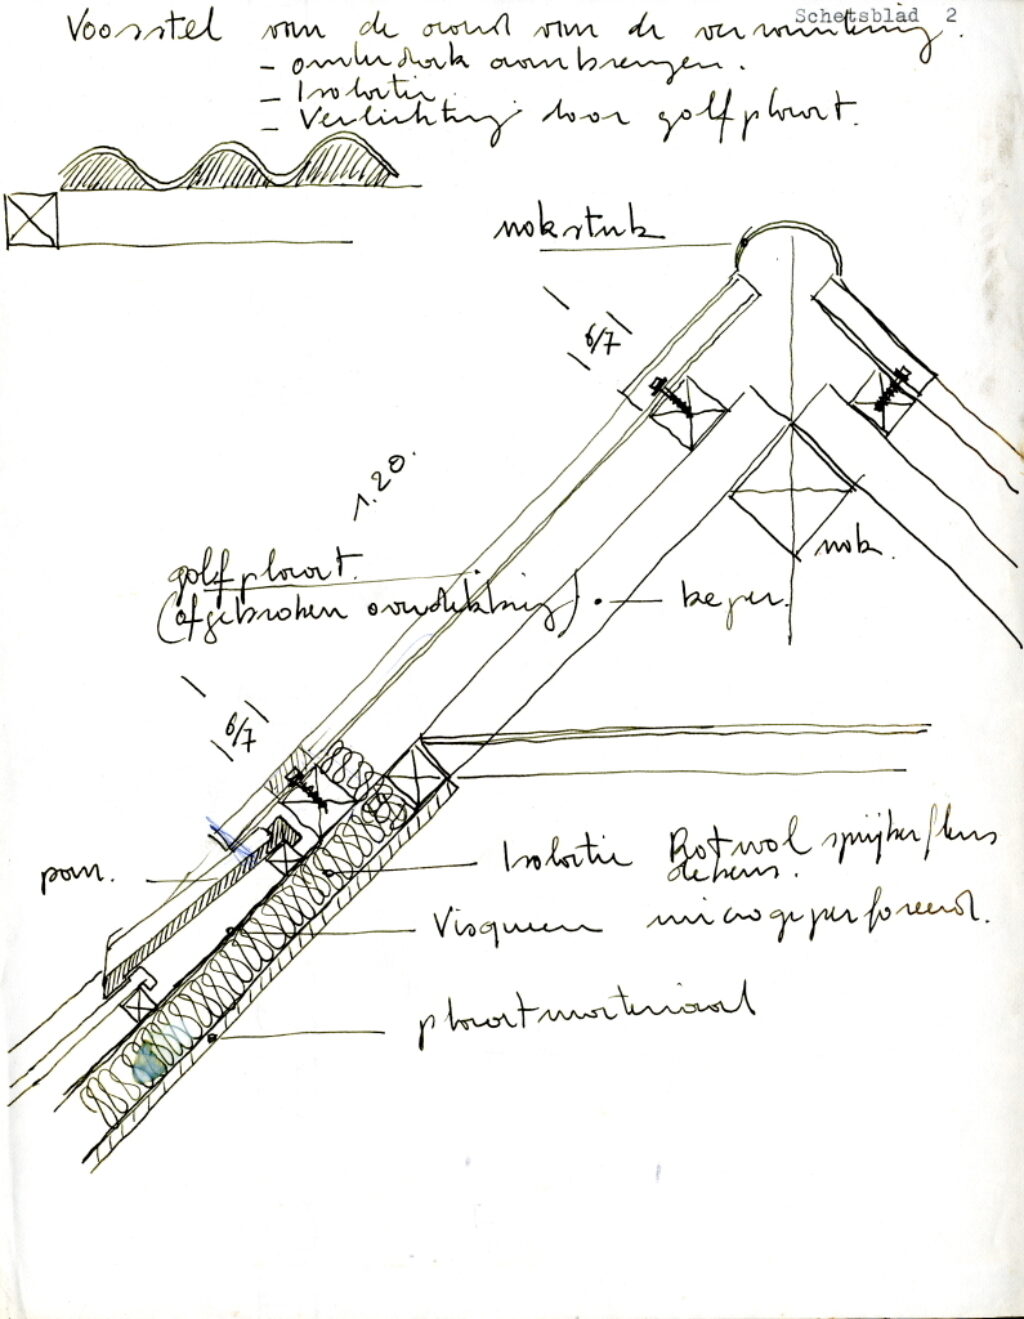 Schetsblad 2
Voorstel van de aard van de verwerking.
- onderdak aanbrengen.
- Isolatie
- Verlichting door golfplaat.
nokstuk
6/7
1.20.
nok.
golfplaat.
(afgebroken overdekking)
keper.
6/7
pan.
Isolatie Rotwol spijkerflens
dekens.
Visqueen microgeperforeerd.
plaatmateriaal